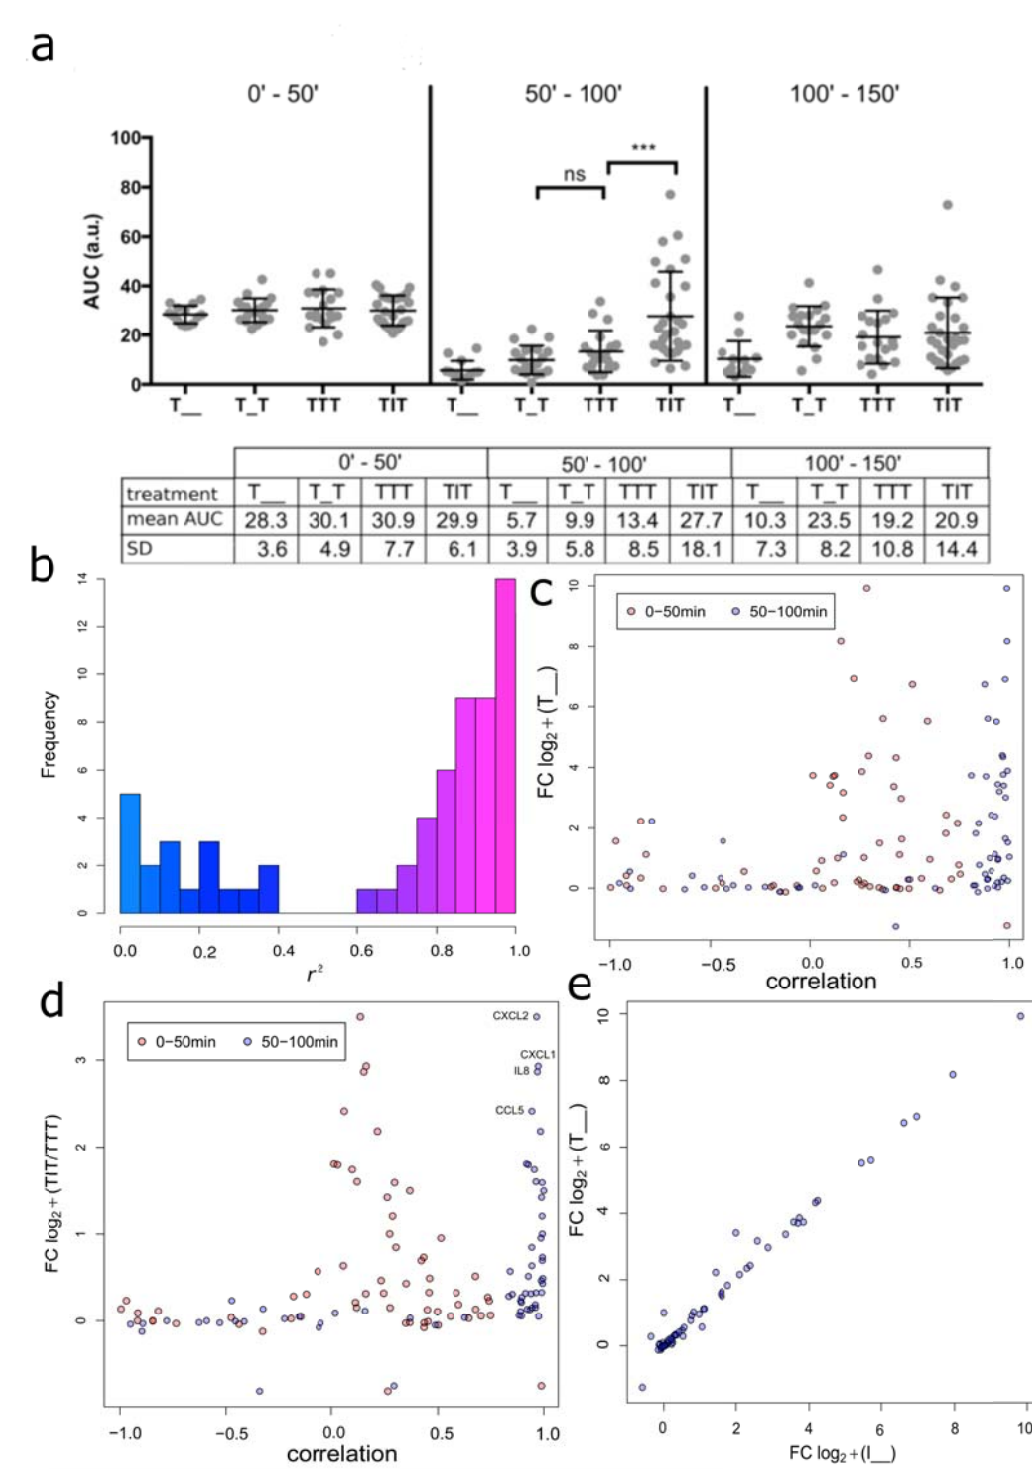 a
0' - 50' 50' - 100' 100' - 150'
100
80
60
40
20
0
AUC (a.u.)
ns
***
T__ T_T TTT TIT T__ T_T TTT TIT T__ T_T TTT TIT
0' - 50' 50' - 100' 100' - 150'
treatment T__ T_T TTT TIT T__ T_T TTT TIT T__ T_T TTT TIT
mean AUC 28.3 30.1 30.9 29.9 5.7 9.9 13.4 27.7 10.3 23.5 19.2 20.9
SD 3.6 4.9 7.7 6.1 3.9 5.8 8.5 18.1 7.3 8.2 10.8 14.4
b
14
12
10
8
6
4
2
0
Frequency
0.0 0.2 0.4 0.6 0.8 1.0
r²
c
0−50min 50−100min
10
8
6
4
2
0
FC log₂+(T__)
−1.0 −0.5 0.0 0.5 1.0
correlation
d
0−50min 50−100min
CXCL2
CXCL1
IL8
CCL5
3
2
1
0
FC log₂+(TIT/TTT)
−1.0 −0.5 0.0 0.5 1.0
correlation
e
10
8
6
4
2
0
FC log₂+(T__)
0 2 4 6 8 10
FC log₂+(I__)